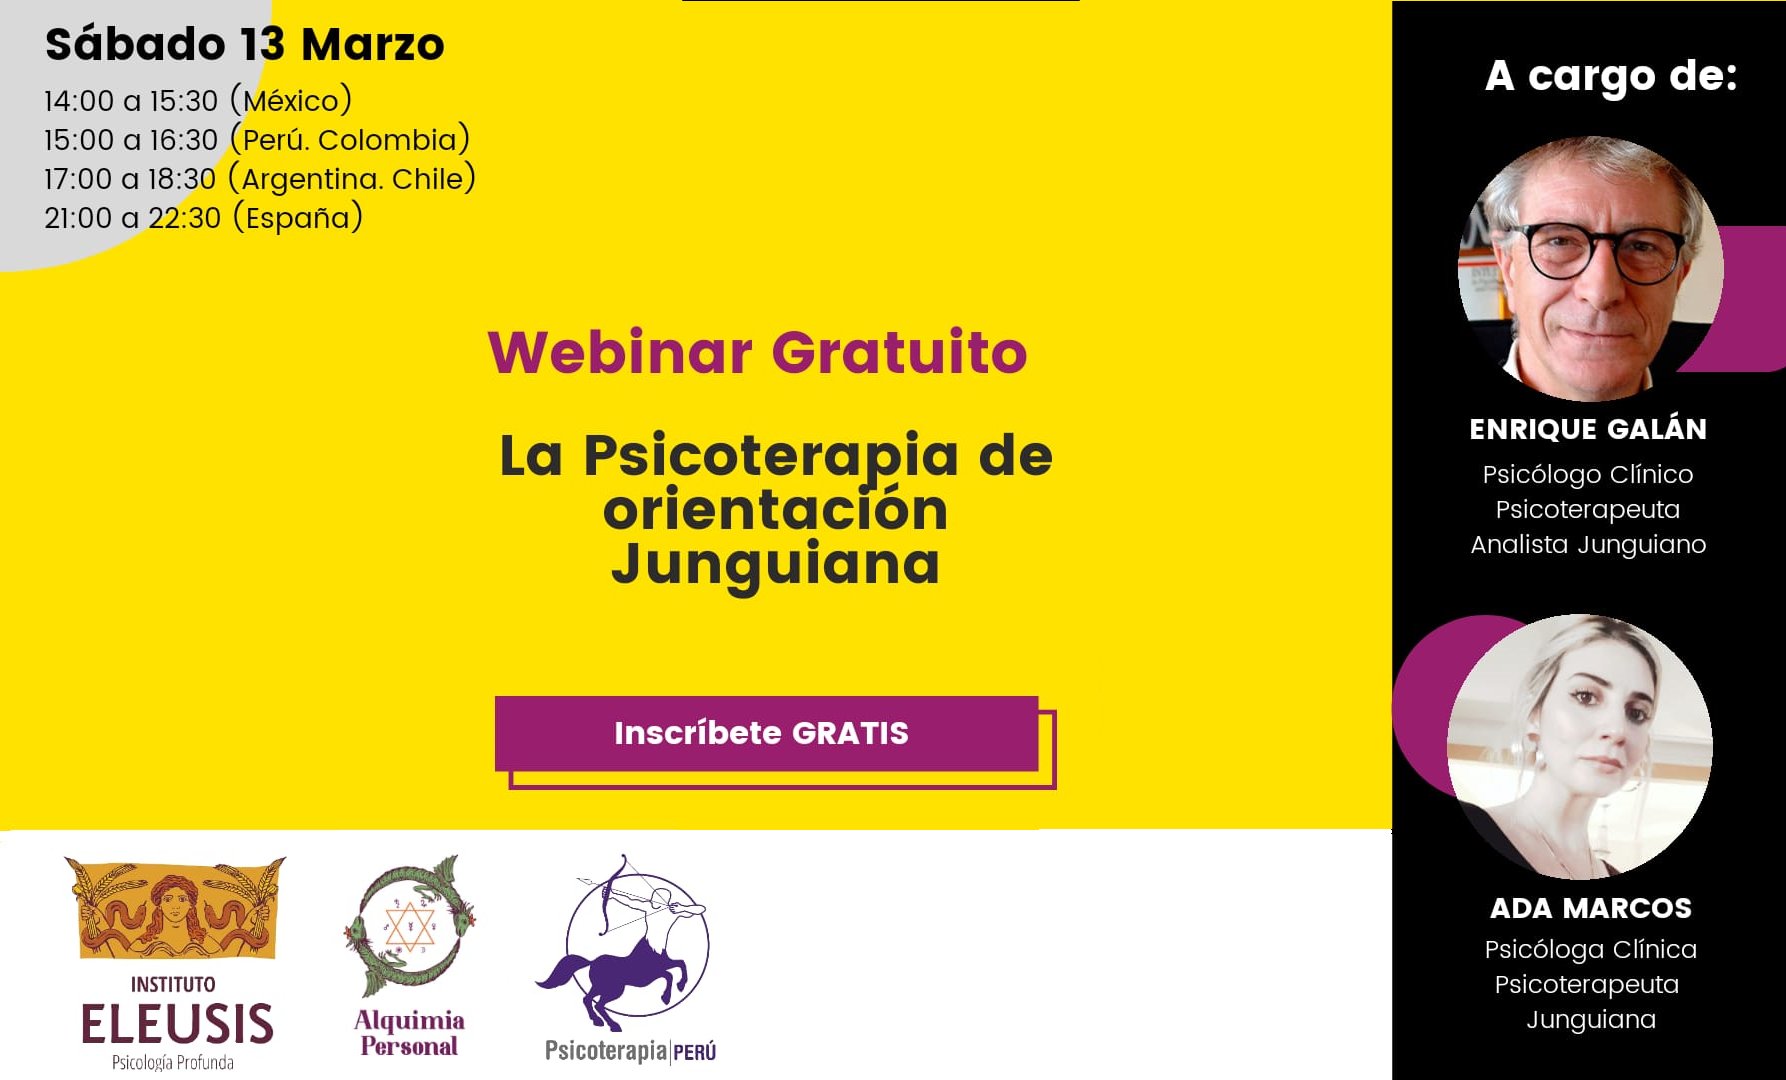 Sábado 13 Marzo
14:00 a 15:30 (México)
15:00 a 16:30 (Perú. Colombia)
17:00 a 18:30 (Argentina. Chile)
21:00 a 22:30 (España)
Webinar Gratuito
La Psicoterapia de
orientación
Junguiana
Inscríbete GRATIS
A cargo de:
ENRIQUE GALÁN
Psicólogo Clínico
Psicoterapeuta
Analista Junguiano
ADA MARCOS
Psicóloga Clínica
Psicoterapeuta
Junguiana
INSTITUTO
ELEUSIS
Psicología Profunda
Alquimia
Personal
Psicoterapia|PERÚ